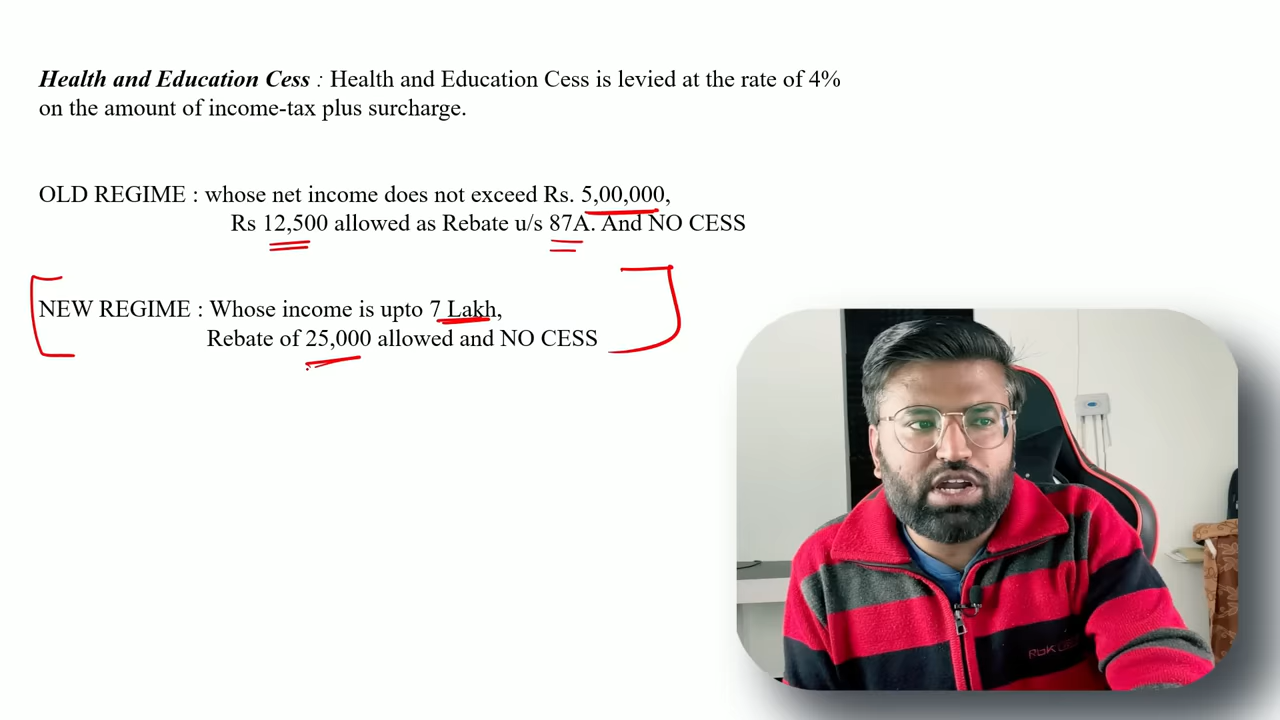 Health and Education Cess : Health and Education Cess is levied at the rate of 4%
on the amount of income-tax plus surcharge.
OLD REGIME : whose net income does not exceed Rs. 5,00,000,
Rs 12,500 allowed as Rebate u/s 87A. And NO CESS
NEW REGIME : Whose income is upto 7 Lakh,
Rebate of 25,000 allowed and NO CESS